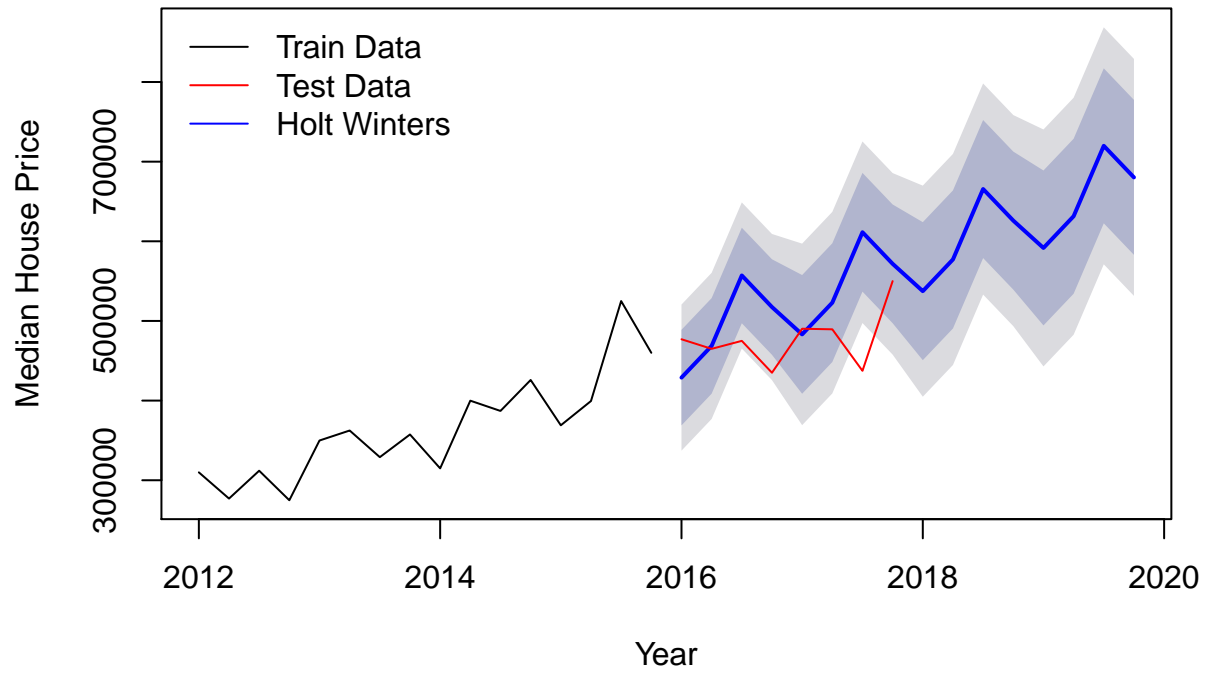 Train Data
Test Data
Holt Winters
Median House Price
700000
500000
300000
2012
2014
2016
2018
2020
Year